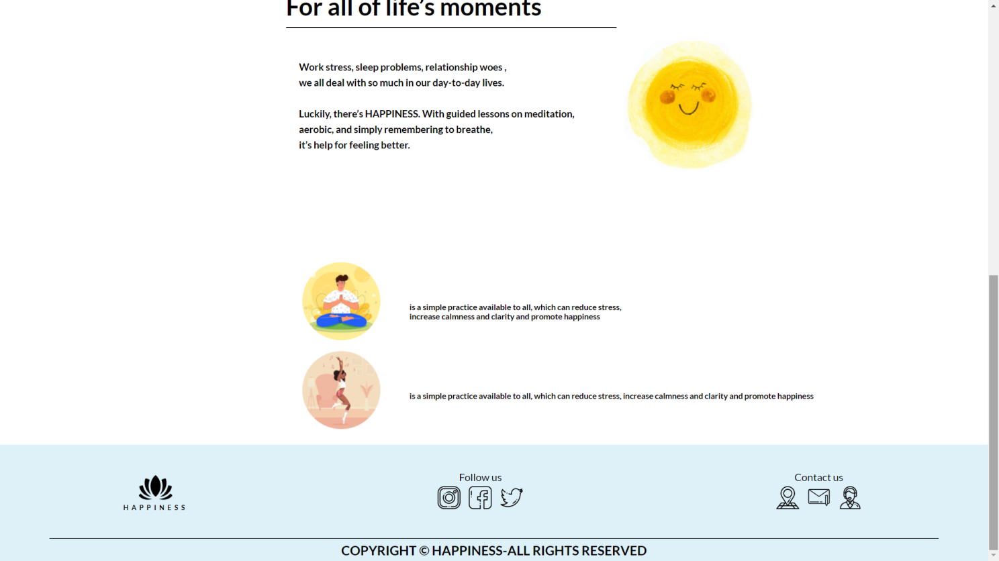 For all of life’s moments
Work stress, sleep problems, relationship woes ,
we all deal with so much in our day-to-day lives.
Luckily, there’s HAPPINESS. With guided lessons on meditation,
aerobic, and simply remembering to breathe,
it’s help for feeling better.
is a simple practice available to all, which can reduce stress,
increase calmness and clarity and promote happiness
is a simple practice available to all, which can reduce stress, increase calmness and clarity and promote happiness
HAPPINESS
Follow us
Contact us
COPYRIGHT © HAPPINESS-ALL RIGHTS RESERVED